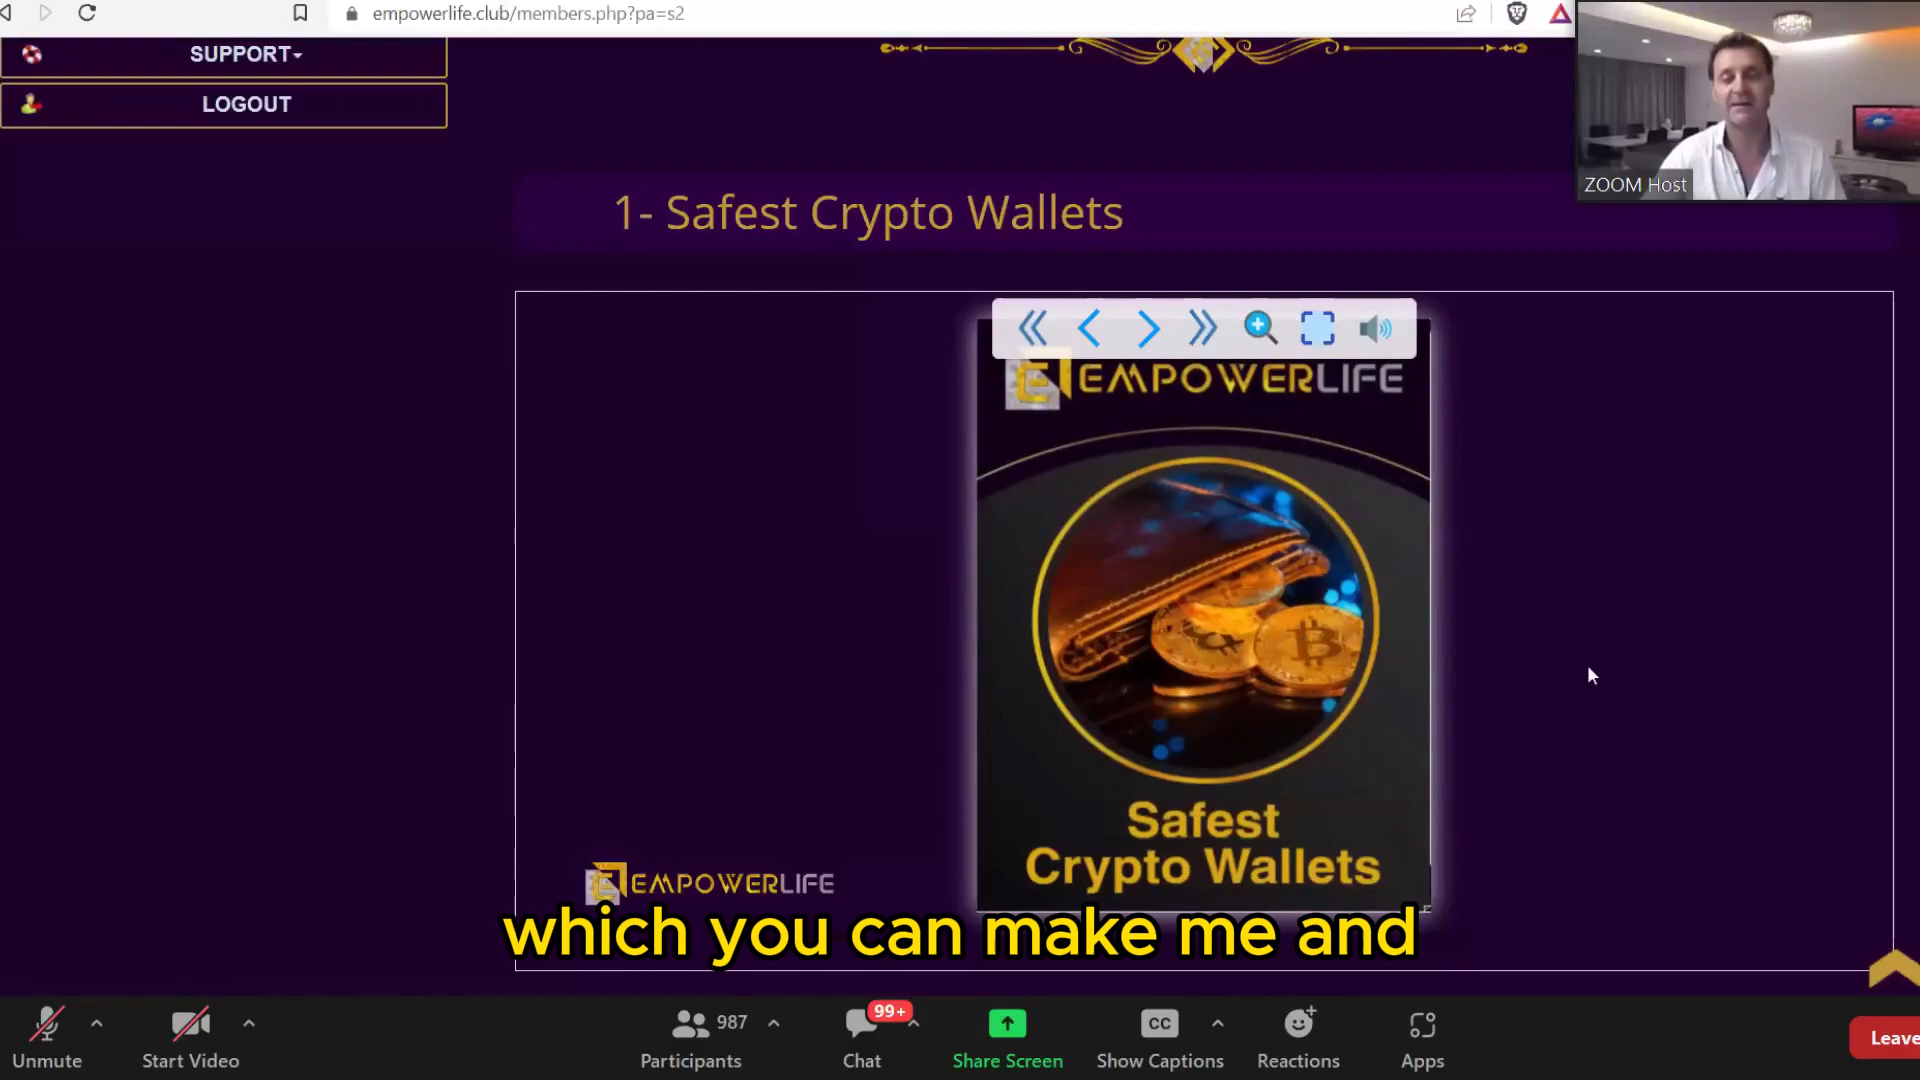 empowerlife.club/members.php?pa=s2
SUPPORT
LOGOUT
ZOOM Host
1- Safest Crypto Wallets
EMPOWERLIFE
Safest
Crypto Wallets
EMPOWERLIFE
which you can make me and
Unmute
Start Video
987
Participants
99+
Chat
Share Screen
CC
Show Captions
Reactions
Apps
Leave